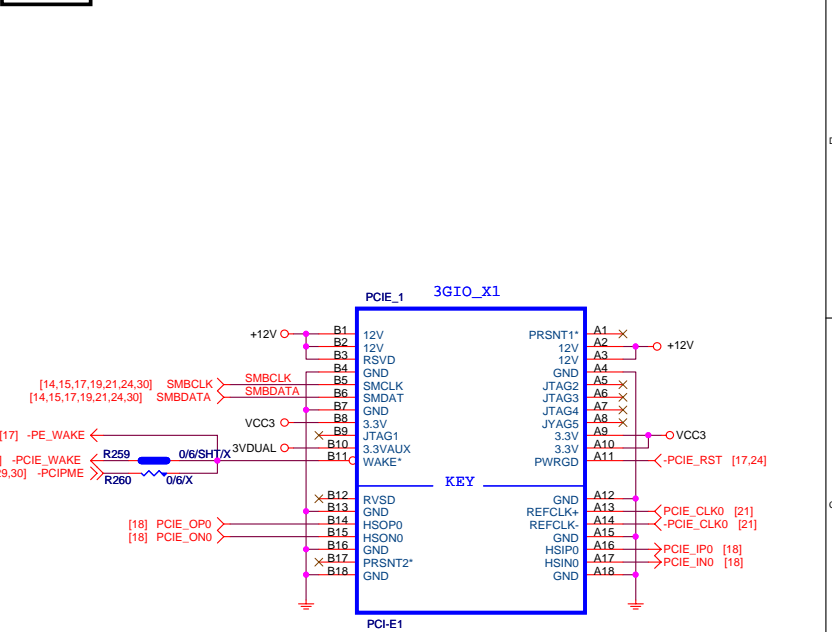 D
3GIO_X1
PCIE_1
+12V B1 12V PRSNT1* A1
B2 12V 12V A2 +12V
B3 RSVD 12V A3
B4 GND GND A4
[14,15,17,19,21,24,30] SMBCLK SMBCLK B5 SMCLK JTAG2 A5
[14,15,17,19,21,24,30] SMBDATA SMBDATA B6 SMDAT JTAG3 A6
B7 GND JTAG4 A7
VCC3 B8 3.3V JYAG5 A8
[17] -PE_WAKE B9 JTAG1 3.3V A9 VCC3
3VDUAL B10 3.3VAUX 3.3V A10
-PCIE_WAKE R259 0/6/SHT/X B11 WAKE* PWRGD A11 -PCIE_RST [17,24]
9,30] -PCIPME R260 0/6/X
KEY
B12 RVSD GND A12
B13 GND REFCLK+ A13 PCIE_CLK0 [21]
[18] PCIE_OP0 B14 HSOP0 REFCLK- A14 -PCIE_CLK0 [21]
[18] PCIE_ON0 B15 HSON0 GND A15
B16 GND HSIP0 A16 PCIE_IP0 [18]
B17 PRSNT2* HSIN0 A17 PCIE_IN0 [18]
B18 GND GND A18
PCI-E1